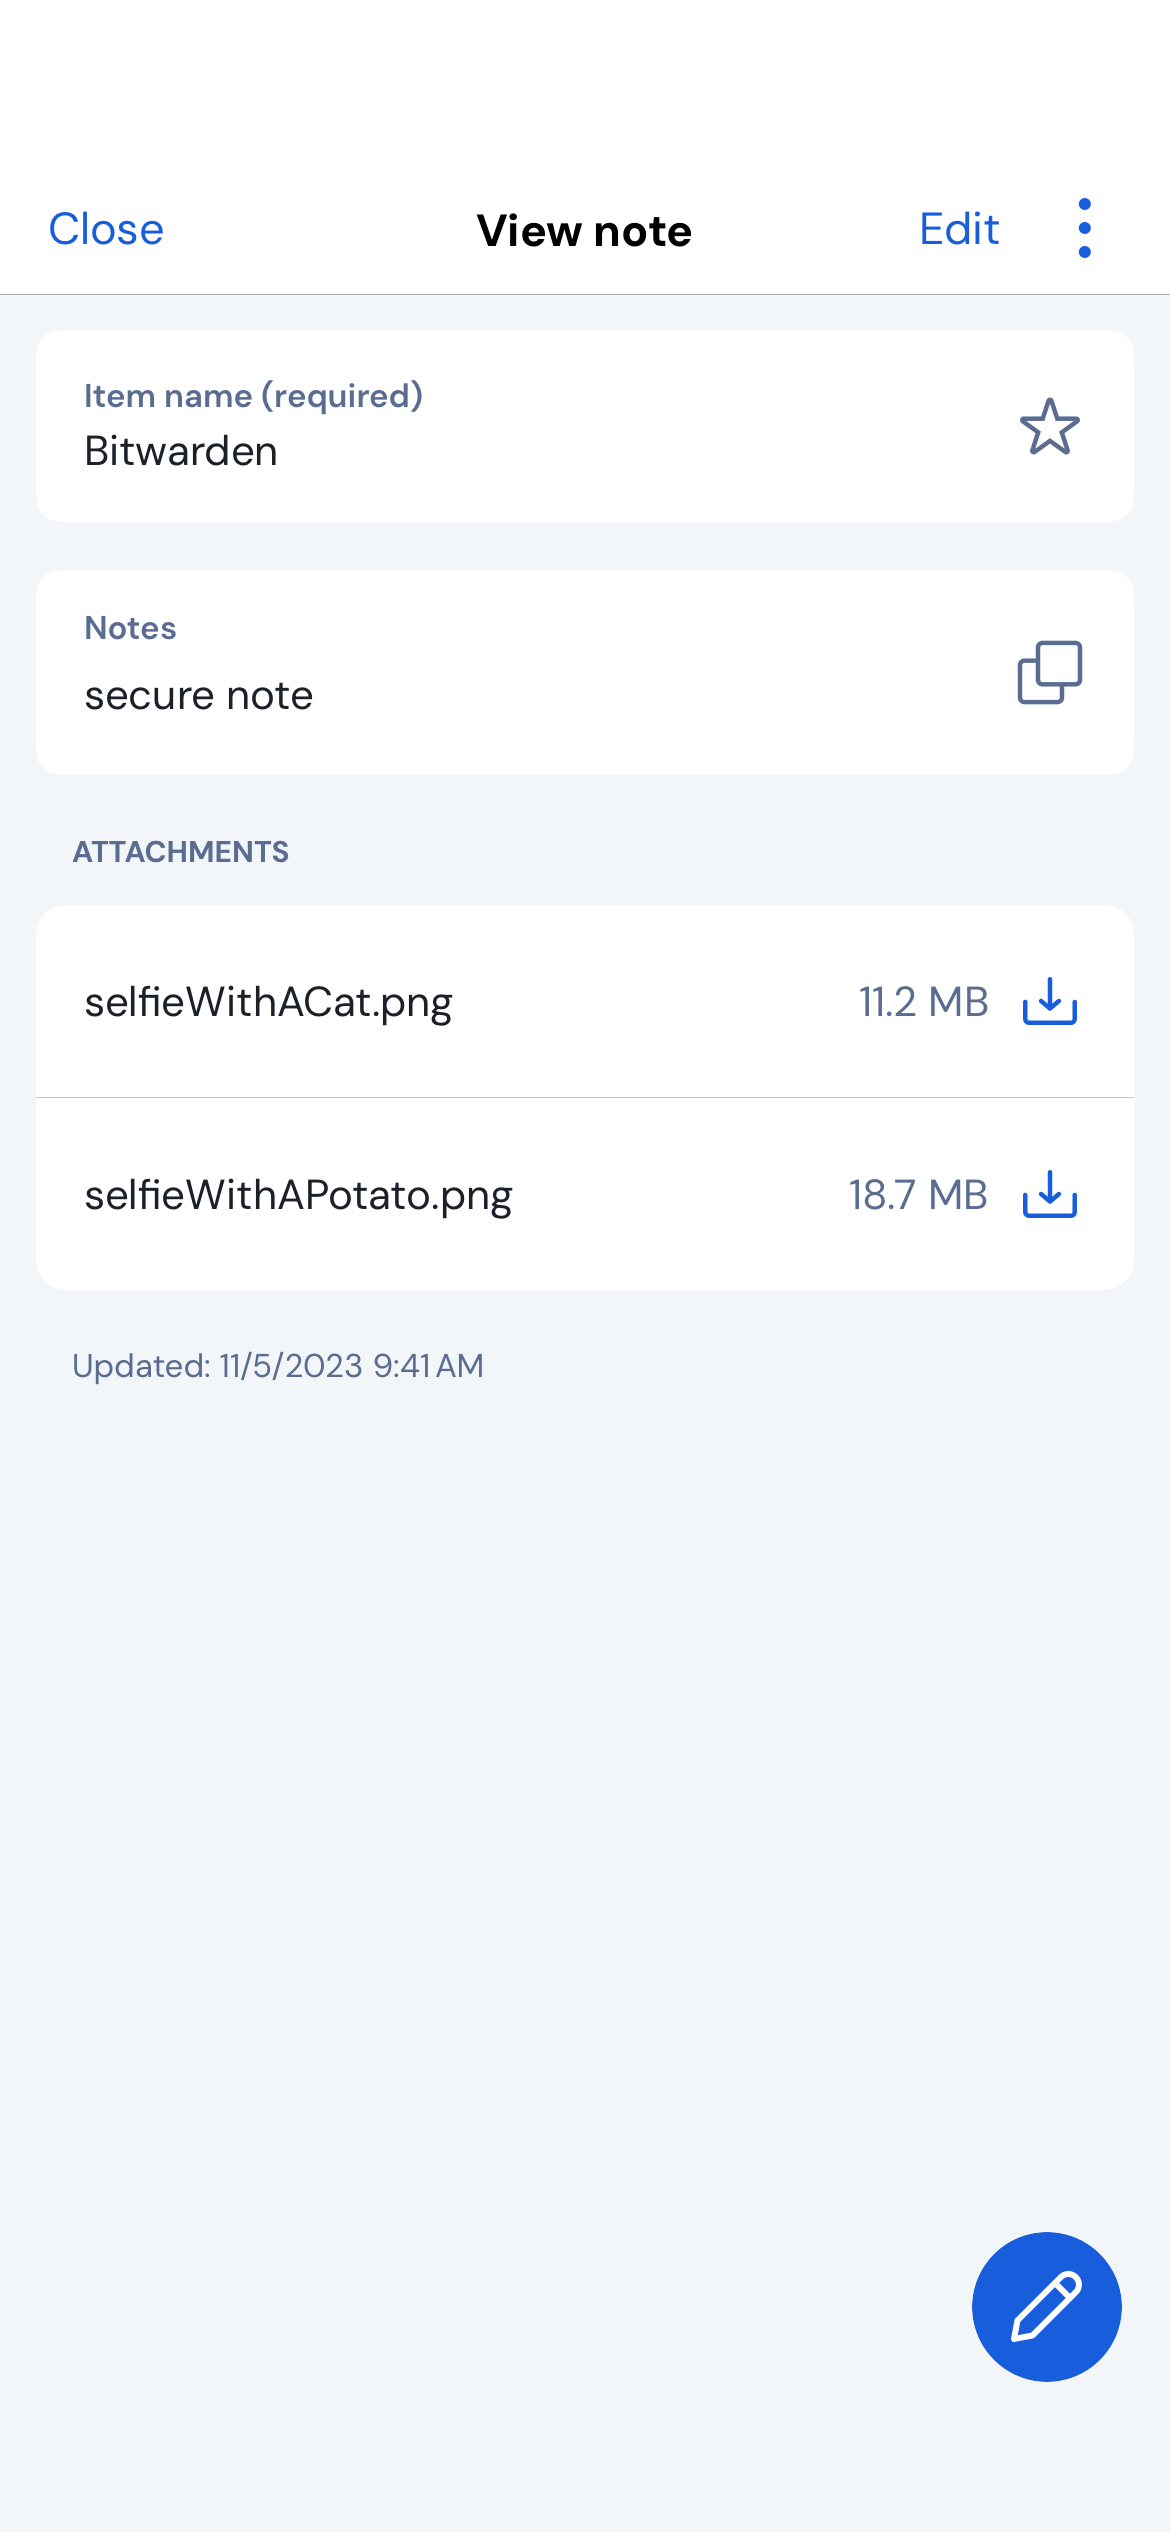 Close
View note
Edit
Item name (required)
Bitwarden
Notes
secure note
ATTACHMENTS
selfieWithACat.png 11.2 MB
selfieWithAPotato.png 18.7 MB
Updated: 11/5/2023 9:41 AM